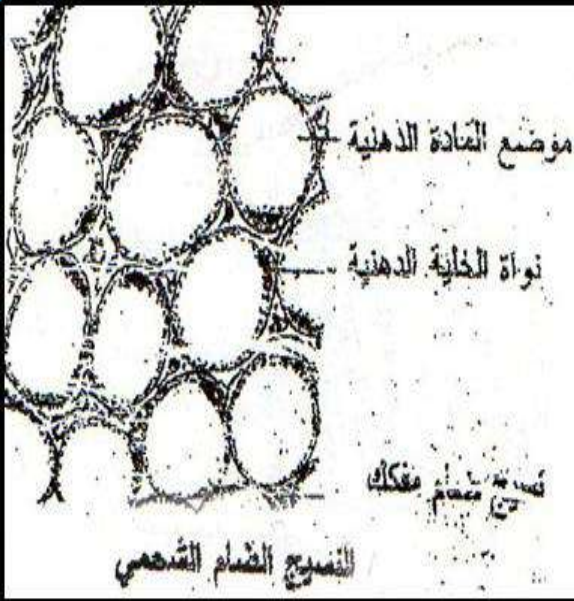 موضع المادة الدهنية
نواة الخلية الدهنية
نسيج ضام مفكك
النسيج الضام الشحمي